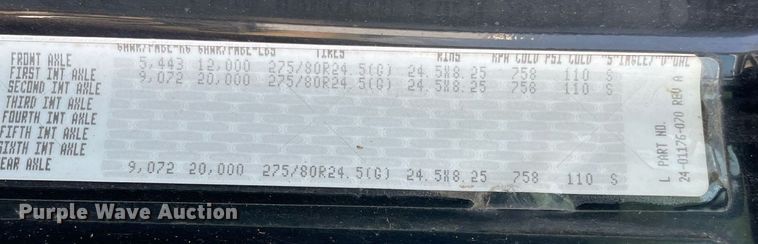 GAWR/PNBE-KG GAWR/PNBE-LBS TIRES RIMS KPA COLD PSI COLD "S"INGLE/"D"UAL
FRONT AXLE 5,443 12,000 275/80R24.5(G) 24.5X8.25 758 110 S
FIRST INT AXLE 9,072 20,000 275/80R24.5(G) 24.5X8.25 758 110 S
SECOND INT AXLE
THIRD INT AXLE
FOURTH INT AXLE
FIFTH INT AXLE
SIXTH INT AXLE
EAR AXLE 9,072 20,000 275/80R24.5(G) 24.5X8.25 758 110 S
L PART NO.
24-01176-020 REV A
Purple Wave Auction